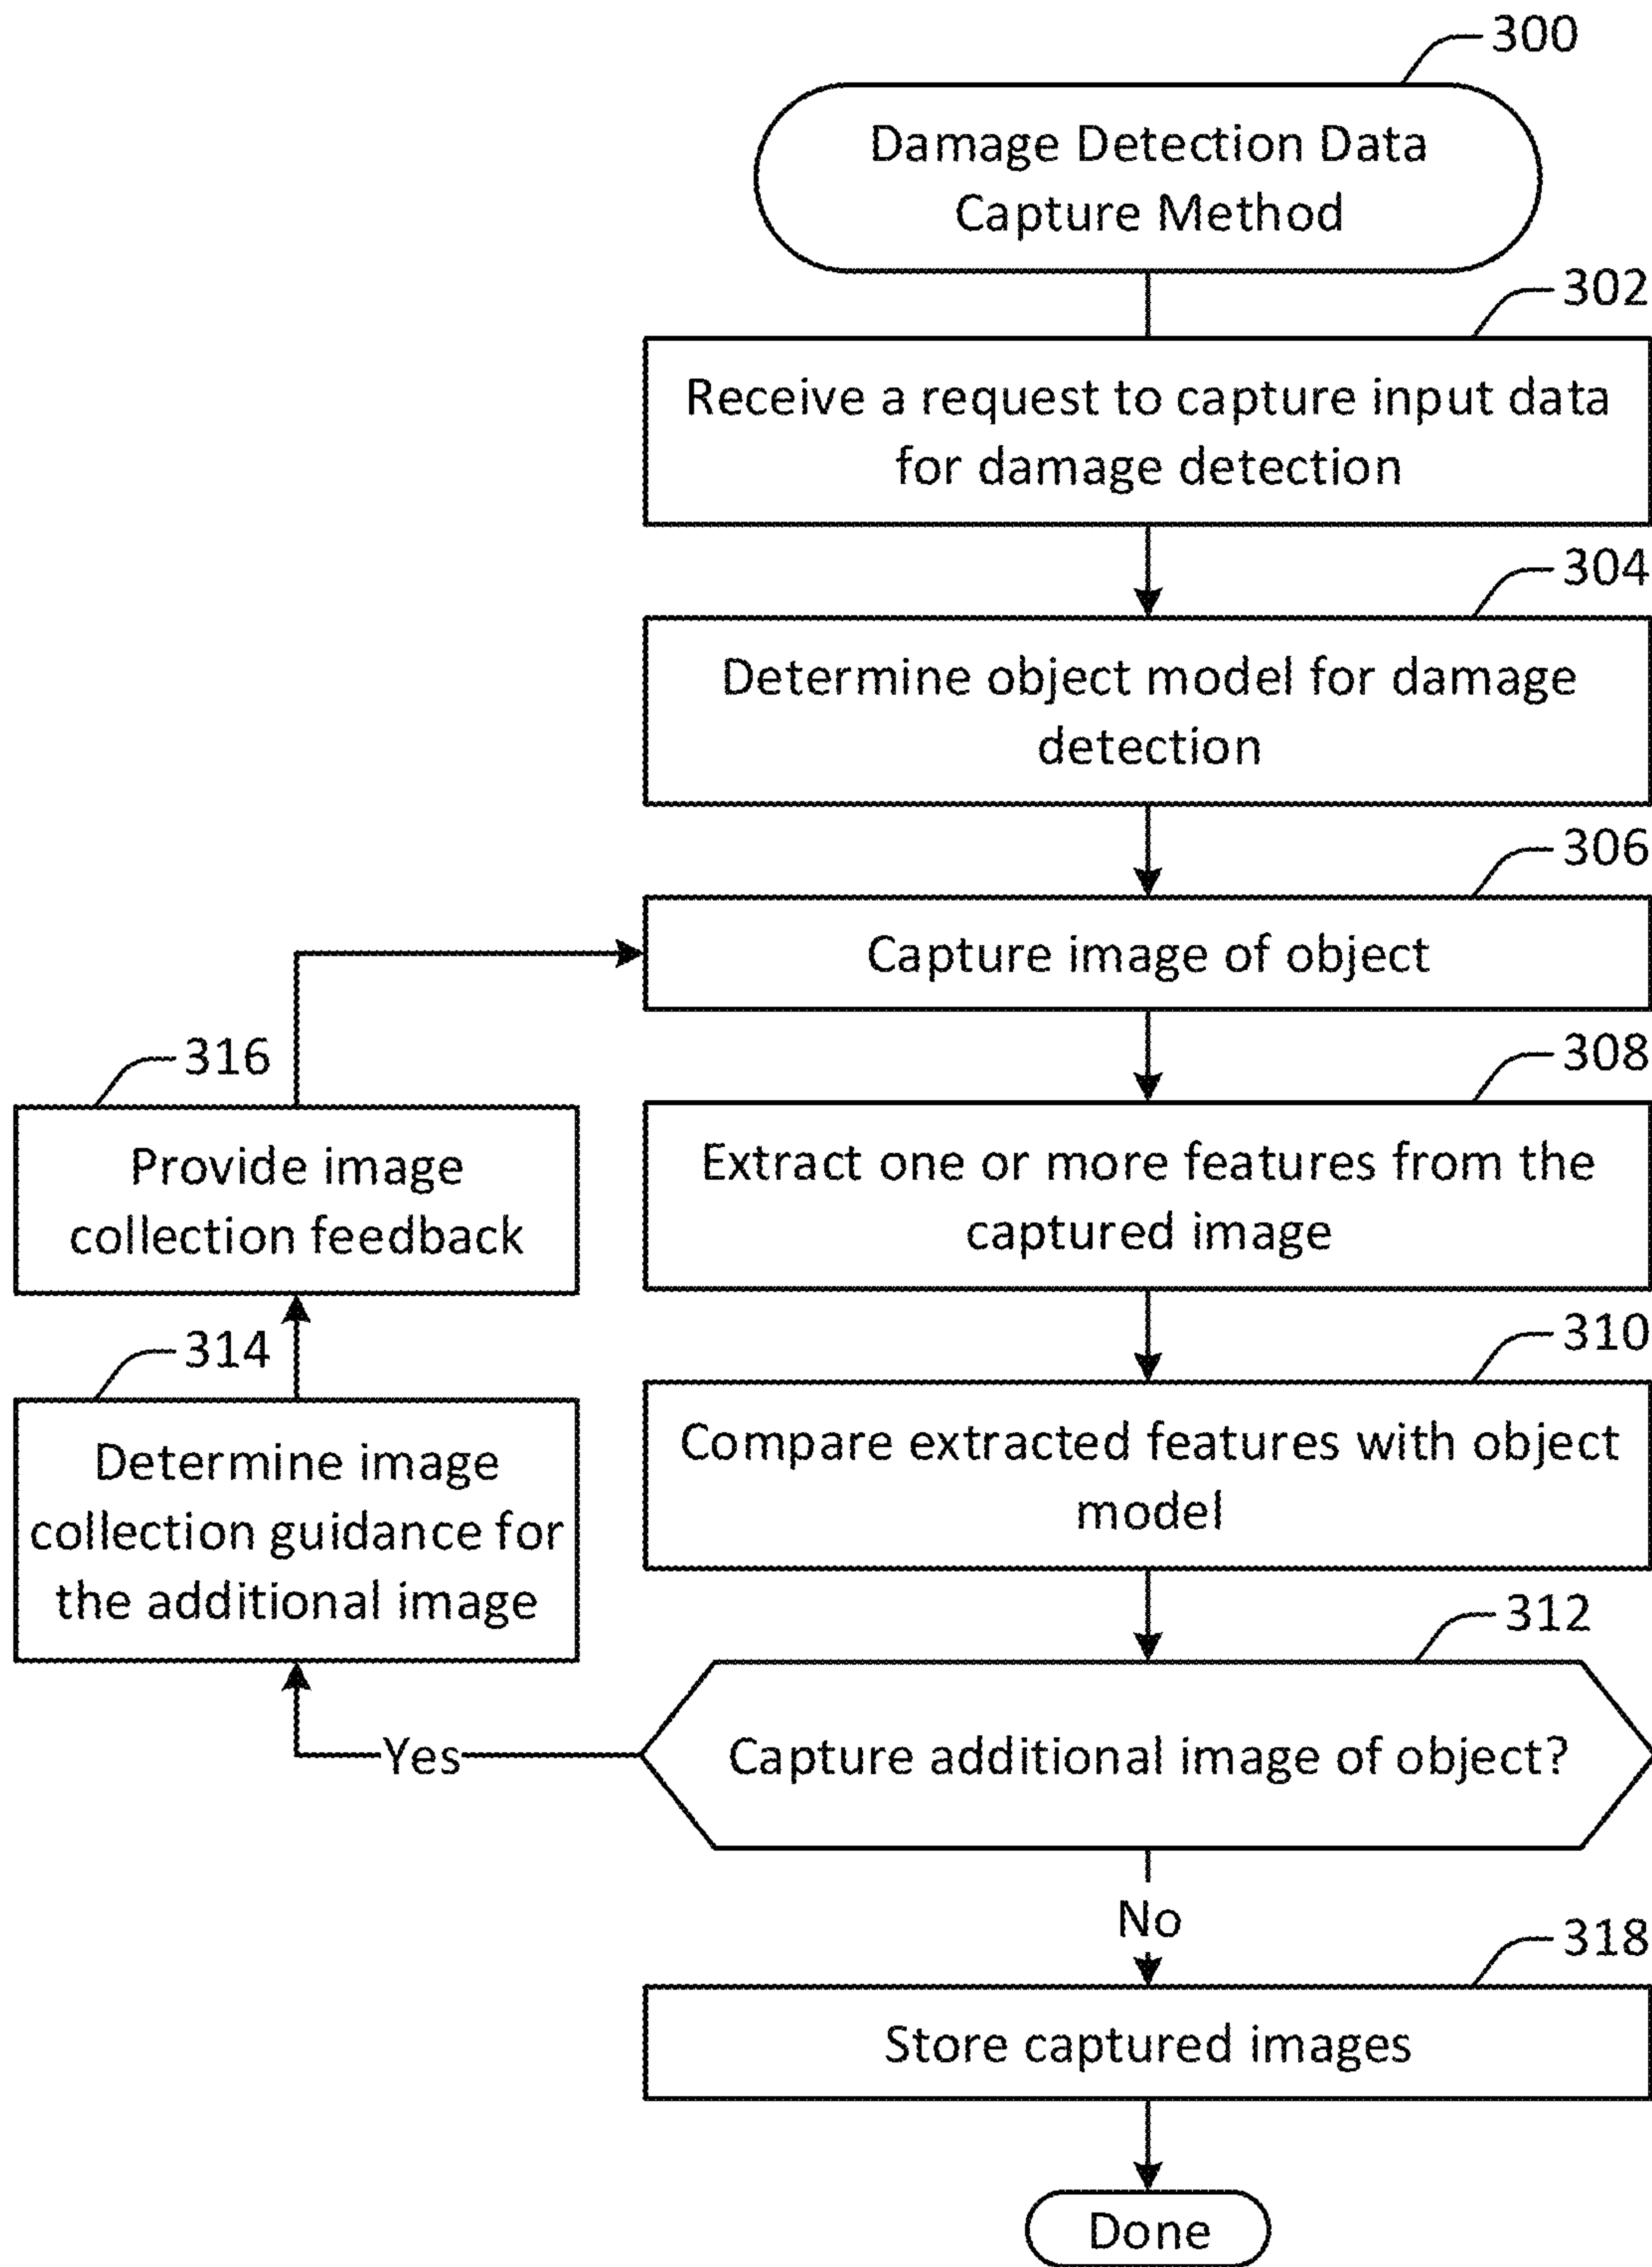 300
Damage Detection Data
Capture Method
302
Receive a request to capture input data
for damage detection
304
Determine object model for damage
detection
306
Capture image of object
308
Extract one or more features from the
captured image
310
Compare extracted features with object
model
312
Capture additional image of object?
Yes
314
Determine image
collection guidance for
the additional image
316
Provide image
collection feedback
No
318
Store captured images
Done